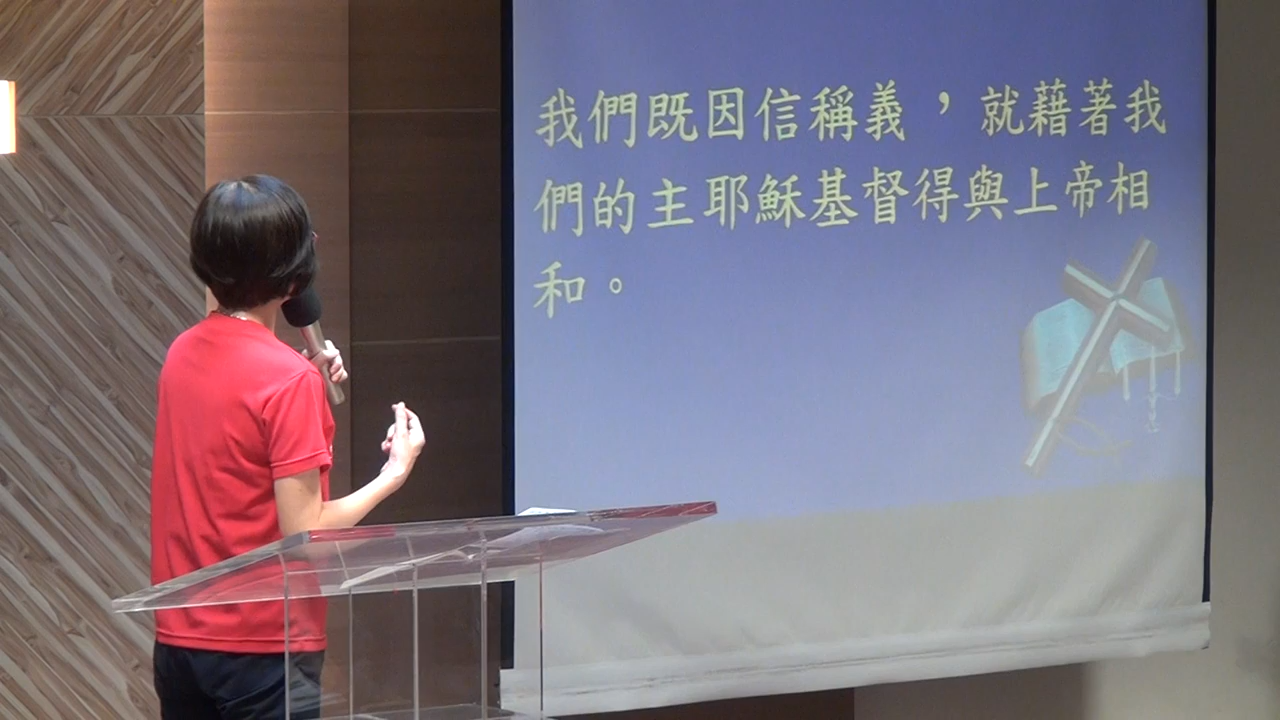 我們既因信稱義，就藉著我
們的主耶穌基督得與上帝相
和。